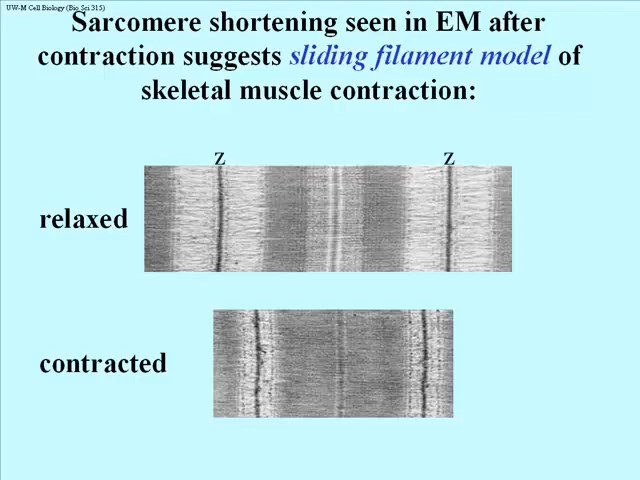 UW-M Cell Biology (Bio Sci 315)
Sarcomere shortening seen in EM after
contraction suggests sliding filament model of
skeletal muscle contraction:
Z Z
relaxed
contracted